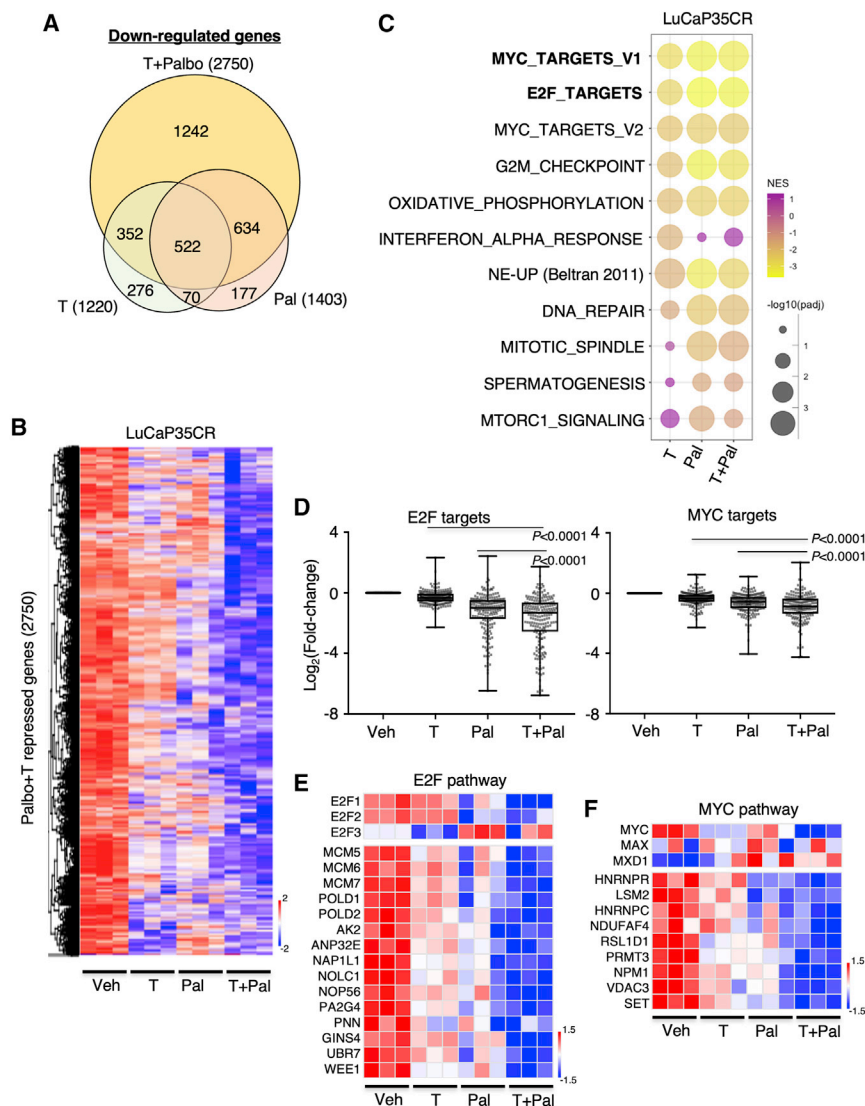 A
Down-regulated genes
T+Palbo (2750)
1242
352
634
522
276
70
177
T (1220)
Pal (1403)
B
LuCaP35CR
Palbo+T repressed genes (2750)
2
-2
Veh
T
Pal
T+Pal
C
LuCaP35CR
MYC_TARGETS_V1
E2F_TARGETS
MYC_TARGETS_V2
G2M_CHECKPOINT
OXIDATIVE_PHOSPHORYLATION
INTERFERON_ALPHA_RESPONSE
NE-UP (Beltran 2011)
DNA_REPAIR
MITOTIC_SPINDLE
SPERMATOGENESIS
MTORC1_SIGNALING
T
Pal
T+Pal
NES
1
0
-1
-2
-3
-log10(padj)
1
2
3
D
E2F targets
P<0.0001
P<0.0001
Log2(Fold-change)
4
0
-4
-8
Veh
T
Pal
T+Pal
MYC targets
P<0.0001
P<0.0001
4
0
-4
-8
Veh
T
Pal
T+Pal
E
E2F pathway
E2F1
E2F2
E2F3
MCM5
MCM6
MCM7
POLD1
POLD2
AK2
ANP32E
NAP1L1
NOLC1
NOP56
PA2G4
PNN
GINS4
UBR7
WEE1
1.5
-1.5
Veh
T
Pal
T+Pal
F
MYC pathway
MYC
MAX
MXD1
HNRNPR
LSM2
HNRNPC
NDUFAF4
RSL1D1
PRMT3
NPM1
VDAC3
SET
1.5
-1.5
Veh
T
Pal
T+Pal